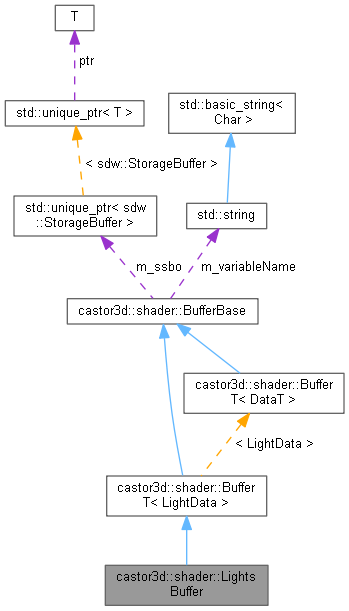 T
ptr
std::unique_ptr< T >
std::basic_string<
Char >
< sdw::StorageBuffer >
std::unique_ptr< sdw
::StorageBuffer >
std::string
m_ssbo
m_variableName
castor3d::shader::BufferBase
castor3d::shader::Buffer
T< DataT >
< LightData >
castor3d::shader::Buffer
T< LightData >
castor3d::shader::Lights
Buffer